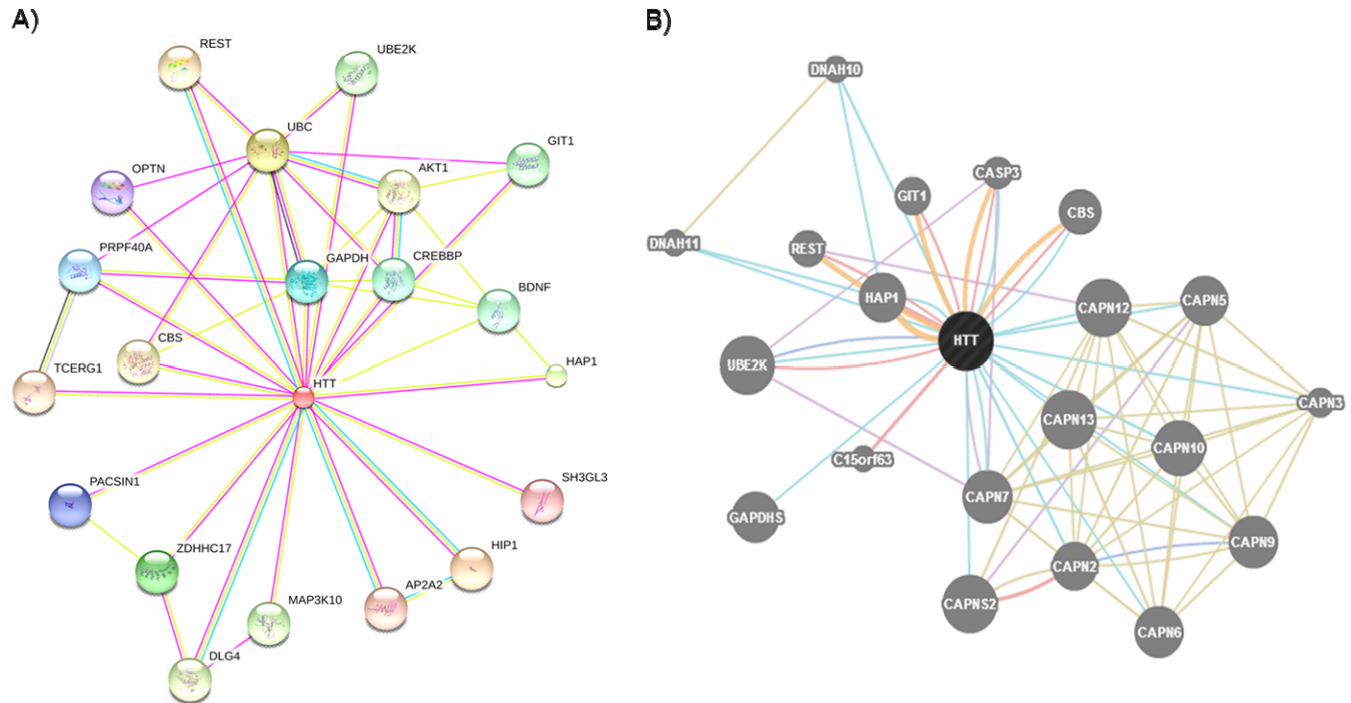 A)
REST
UBE2K
UBC
GIT1
OPTN
AKT1
PRPF40A
GAPDH
CREBBP
BDNF
CBS
HAP1
TCERG1
HTT
PACSIN1
SH3GL3
ZDHHC17
HIP1
AP2A2
MAP3K10
DLG4
B)
DNAH10
CASP3
GIT1
CBS
DNAH11
REST
HAP1
CAPN12
CAPN5
HTT
UBE2K
CAPN3
CAPN13
CAPN10
C15orf63
CAPN7
GAPDHS
CAPN9
CAPN2
CAPNS2
CAPN6